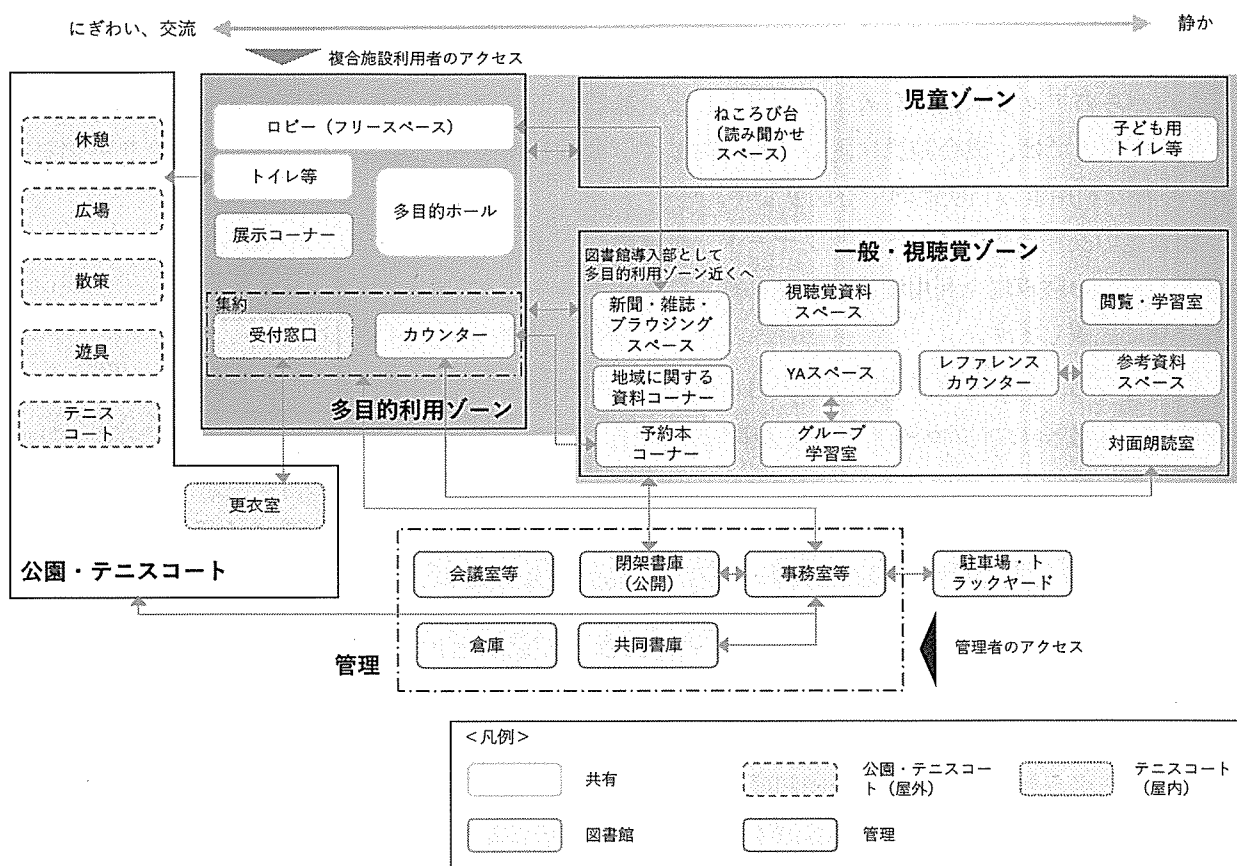 にぎわい、交流
静か
複合施設利用者のアクセス
休憩
広場
散策
遊具
テニス
コート
更衣室
公園・テニスコート
ロビー（フリースペース）
トイレ等
多目的ホール
展示コーナー
集約
受付窓口
カウンター
多目的利用ゾーン
児童ゾーン
ねころび台
（読み聞かせ
スペース）
子ども用
トイレ等
一般・視聴覚ゾーン
図書館導入部として
多目的利用ゾーン近くへ
新聞・雑誌・
ブラウジング
スペース
視聴覚資料
スペース
閲覧・学習室
地域に関する
資料コーナー
YAスペース
レファレンス
カウンター
参考資料
スペース
予約本
コーナー
グループ
学習室
対面朗読室
会議室等
閉架書庫
（公開）
事務室等
駐車場・ト
ラックヤード
倉庫
共同書庫
管理
管理者のアクセス
＜凡例＞
共有
公園・テニスコー
ト（屋外）
テニスコート
（屋内）
図書館
管理